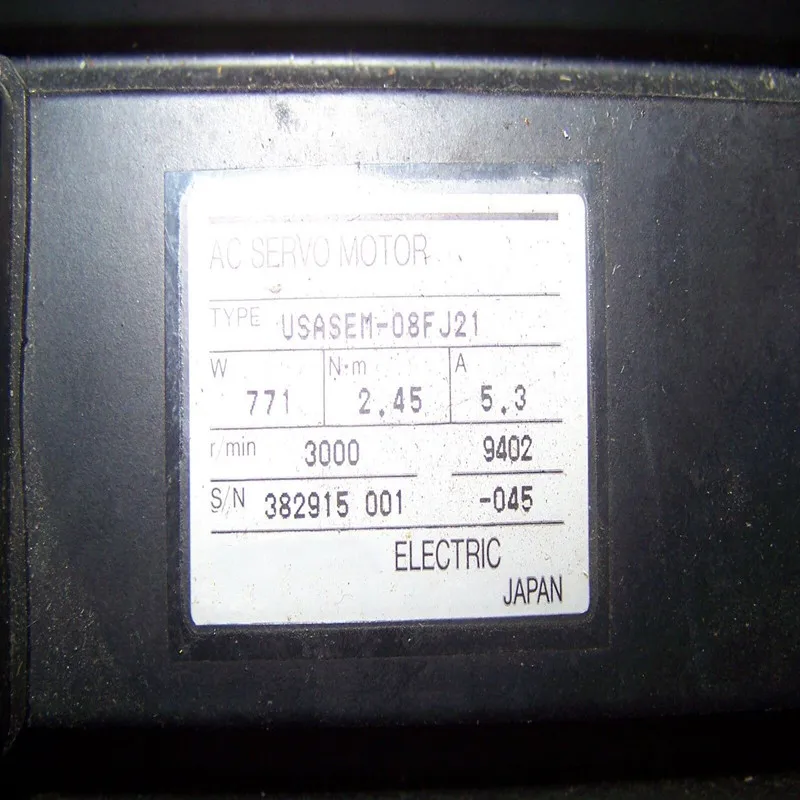 AC SERVO MOTOR
TYPE USASEM-08FJ21
W N·m A
771 2.45 5.3
r/min 3000 9402
S/N 382915 001 -045
ELECTRIC
JAPAN